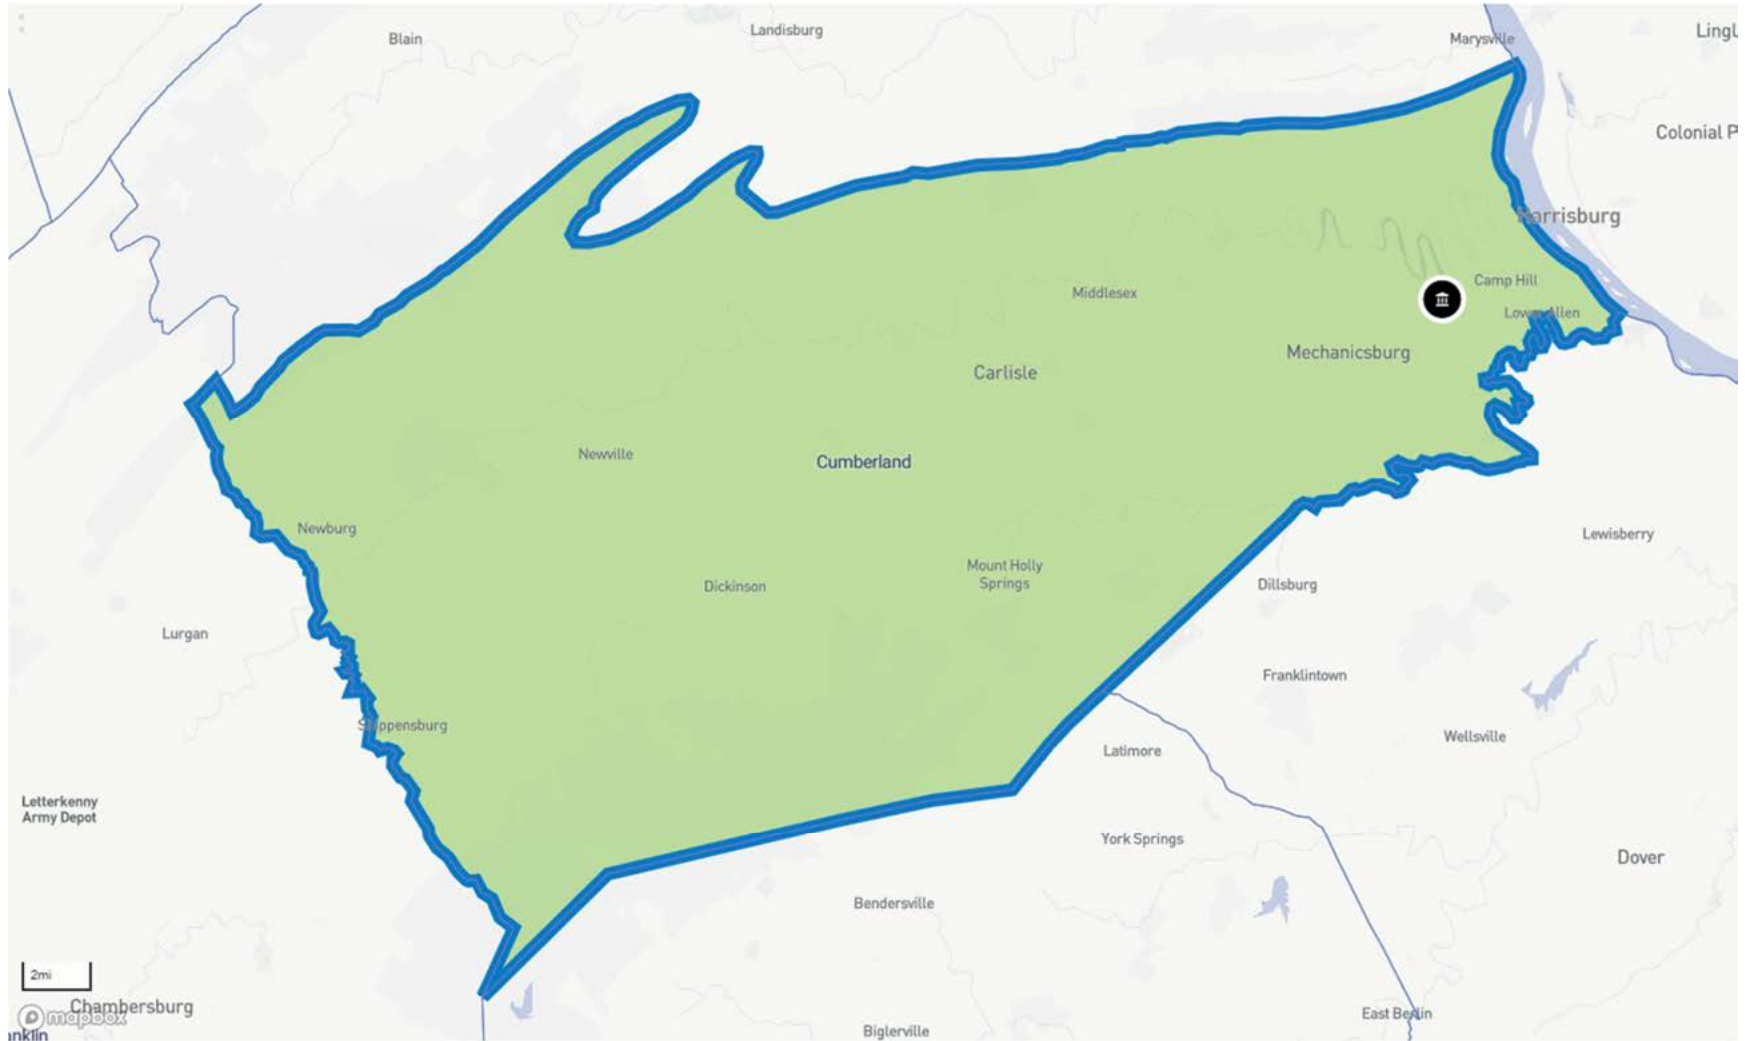 Blain
Landisburg
Marysville
Lingl
Colonial P
Harrisburg
Camp Hill
Middlesex
Lower Allen
Mechanicsburg
Carlisle
Newville
Cumberland
Newburg
Lewisberry
Mount Holly
Springs
Dickinson
Dillsburg
Lurgan
Franklintown
Shippensburg
Wellsville
Latimore
Letterkenny
Army Depot
York Springs
Dover
Bendersville
2mi
Chambersburg
mapbox
East Berlin
Biglerville
nklin